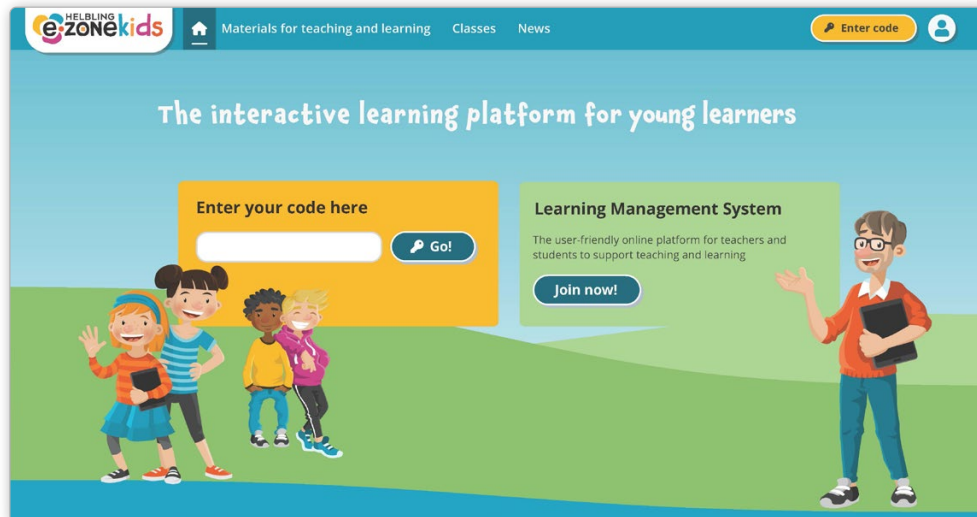 HELBLING
e·zonekids
Materials for teaching and learning
Classes
News
Enter code
The interactive learning platform for young learners
Enter your code here
Go!
Learning Management System
The user-friendly online platform for teachers and
students to support teaching and learning
Join now!